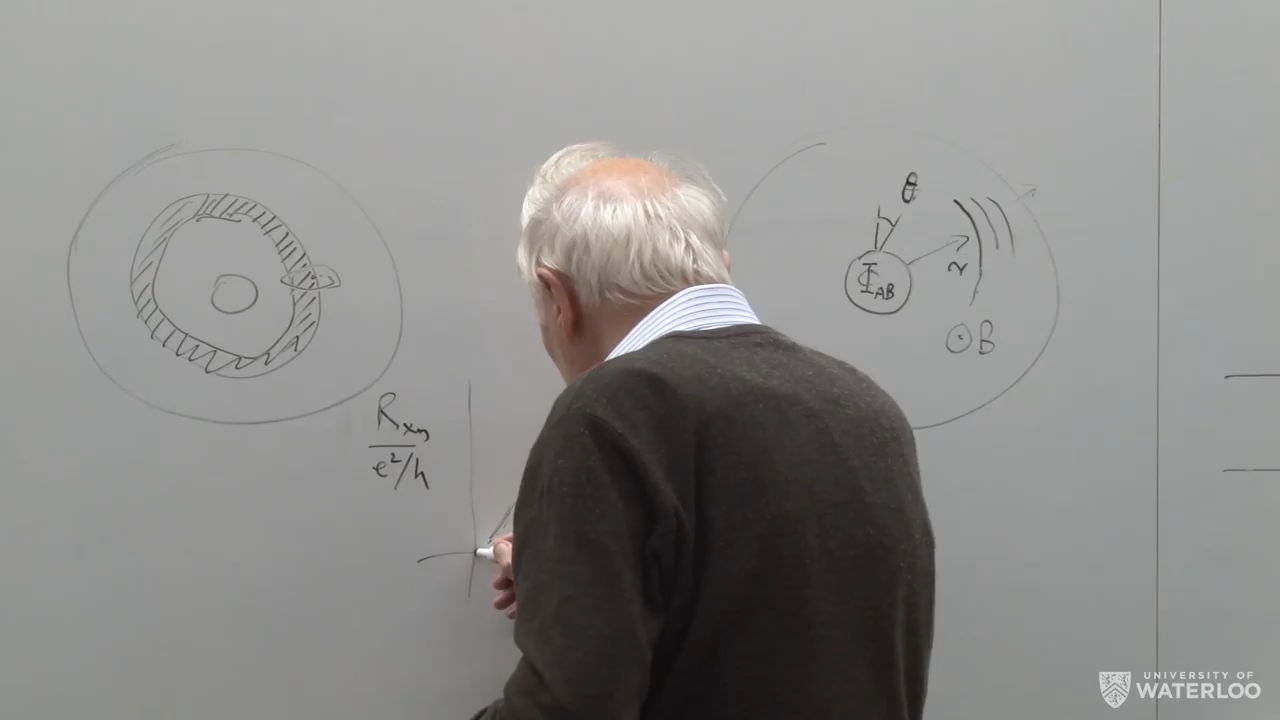 θ
Φ_AB
r
⊙B
R_xy
e²/h
UNIVERSITY OF
WATERLOO